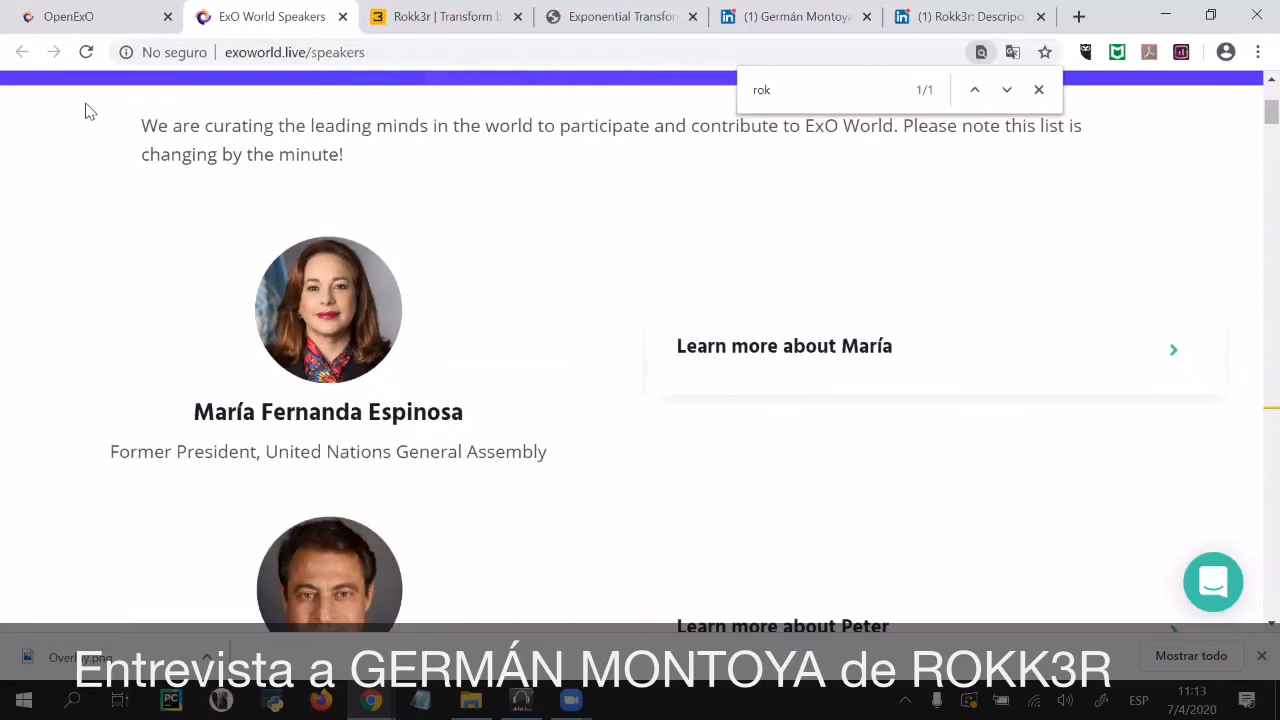 OpenExO
ExO World Speakers
Rokk3r | Transform b
Exponential Transfor
(1) Germán Montoya
(1) Rokk3r: Descripc
No seguro
exoworld.live/speakers
rok
1/1
We are curating the leading minds in the world to participate and contribute to ExO World. Please note this list is
changing by the minute!
Learn more about María
María Fernanda Espinosa
Former President, United Nations General Assembly
Learn more about Peter
Overlay.png
Mostrar todo
Entrevista a GERMÁN MONTOYA de ROKK3R
PC
ESP
11:13
7/4/2020